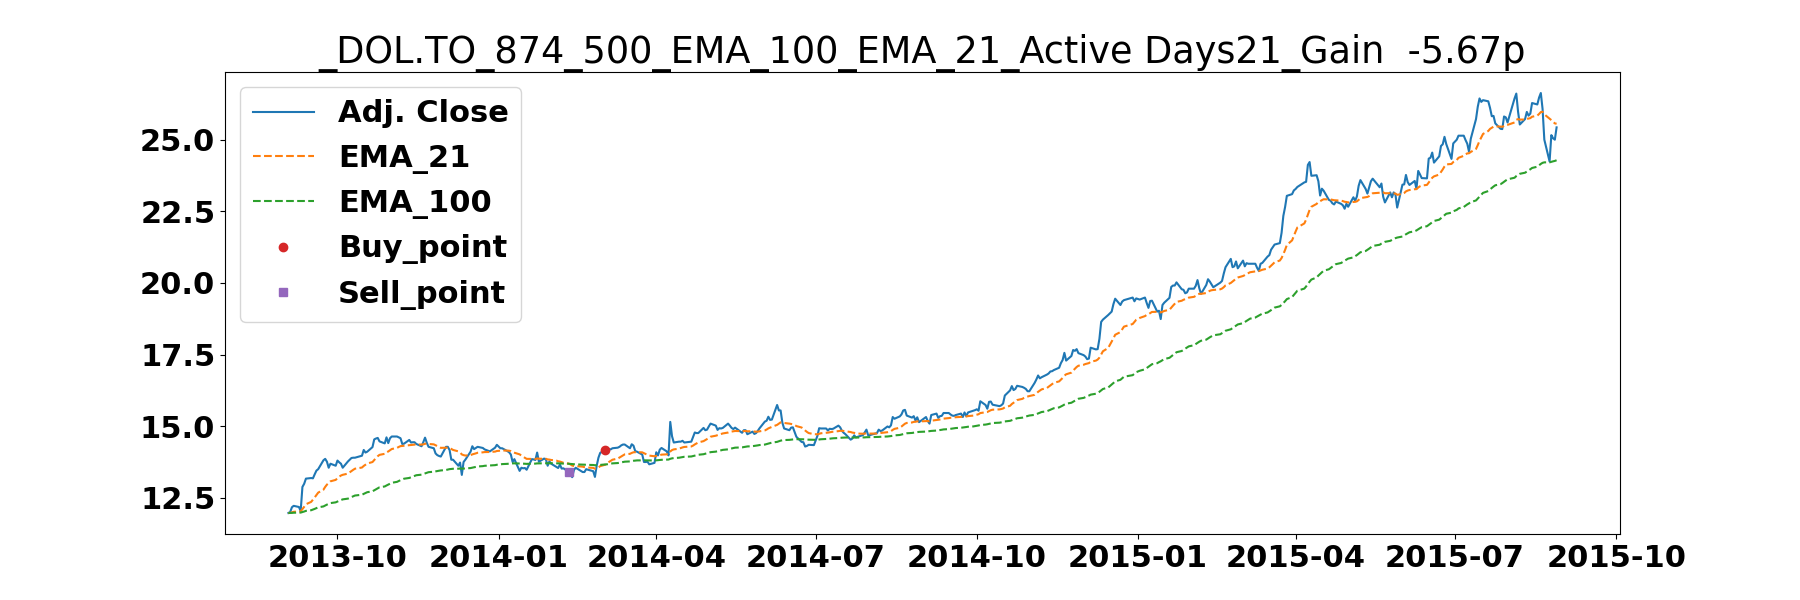 _DOL.TO_874_500_EMA_100_EMA_21_Active Days21_Gain  -5.67p
Adj. Close
EMA_21
EMA_100
Buy_point
Sell_point
25.0
22.5
20.0
17.5
15.0
12.5
2013-10 2014-01 2014-04 2014-07 2014-10 2015-01 2015-04 2015-07 2015-10